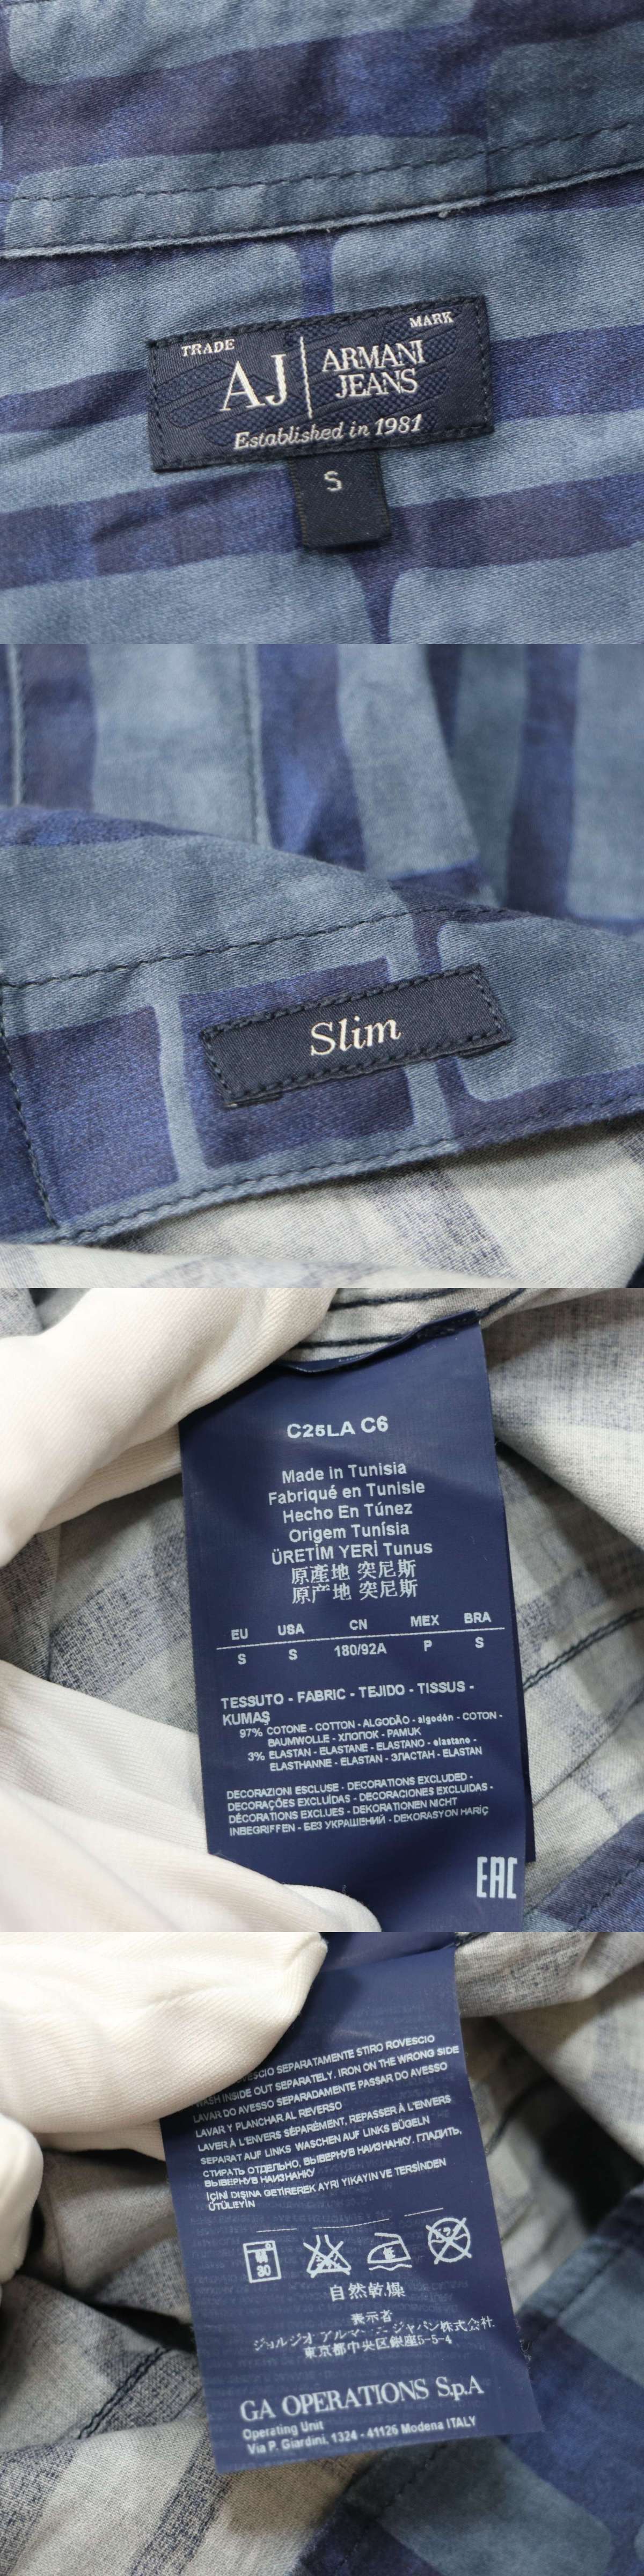 TRADE MARK
AJ ARMANI
JEANS
Established in 1981
S
Slim
C25LA C6
Made in Tunisia
Fabriqué en Tunisie
Hecho En Túnez
Origem Tunísia
ÜRETİM YERİ Tunus
原產地 突尼斯
原产地 突尼斯
EU USA CN MEX BRA
S S 180/92A P S
TESSUTO - FABRIC - TEJIDO - TISSUS -
KUMAŞ
97% COTONE - COTTON - ALGODÃO - algodón - COTON -
BAUMWOLLE - ХЛОПОК - PAMUK
3% ELASTAN - ELASTANE - ELASTANO - elastano -
ELASTHANNE - ELASTAN - ЭЛАСТАН - ELASTAN
DECORAZIONI ESCLUSE - DECORATIONS EXCLUDED -
DECORAÇÕES EXCLUÍDAS - DECORACIONES EXCLUIDAS -
DÉCORATIONS EXCLUES - DEKORATIONEN NICHT
INBEGRIFFEN - БЕЗ УКРАШЕНИЙ - DEKORASYON HARİÇ
EAC
SEPARATAMENTE STIRO ROVESCIO
WASH INSIDE OUT SEPARATELY. IRON ON THE WRONG SIDE
LAVAR DO AVESSO SEPARADAMENTE PASSAR DO AVESSO
LAVAR Y PLANCHAR AL REVERSO
LAVER À L'ENVERS SÉPARÉMENT, REPASSER À L'ENVERS
SEPARAT AUF LINKS WASCHEN AUF LINKS BÜGELN
СТИРАТЬ ОТДЕЛЬНО, ВЫВЕРНУВ НАИЗНАНКУ. ГЛАДИТЬ,
ВЫВЕРНУВ НАИЗНАНКУ
İÇİNİ DIŞINA GETİREREK AYRI YIKAYIN VE TERSİNDEN
ÜTÜLEYİN
30
自然乾燥
表示者
ジョルジオ アルマーニ ジャパン株式会社
東京都中央区銀座5-5-4
GA OPERATIONS S.p.A
Operating Unit
Via P. Giardini, 1324 - 41126 Modena ITALY